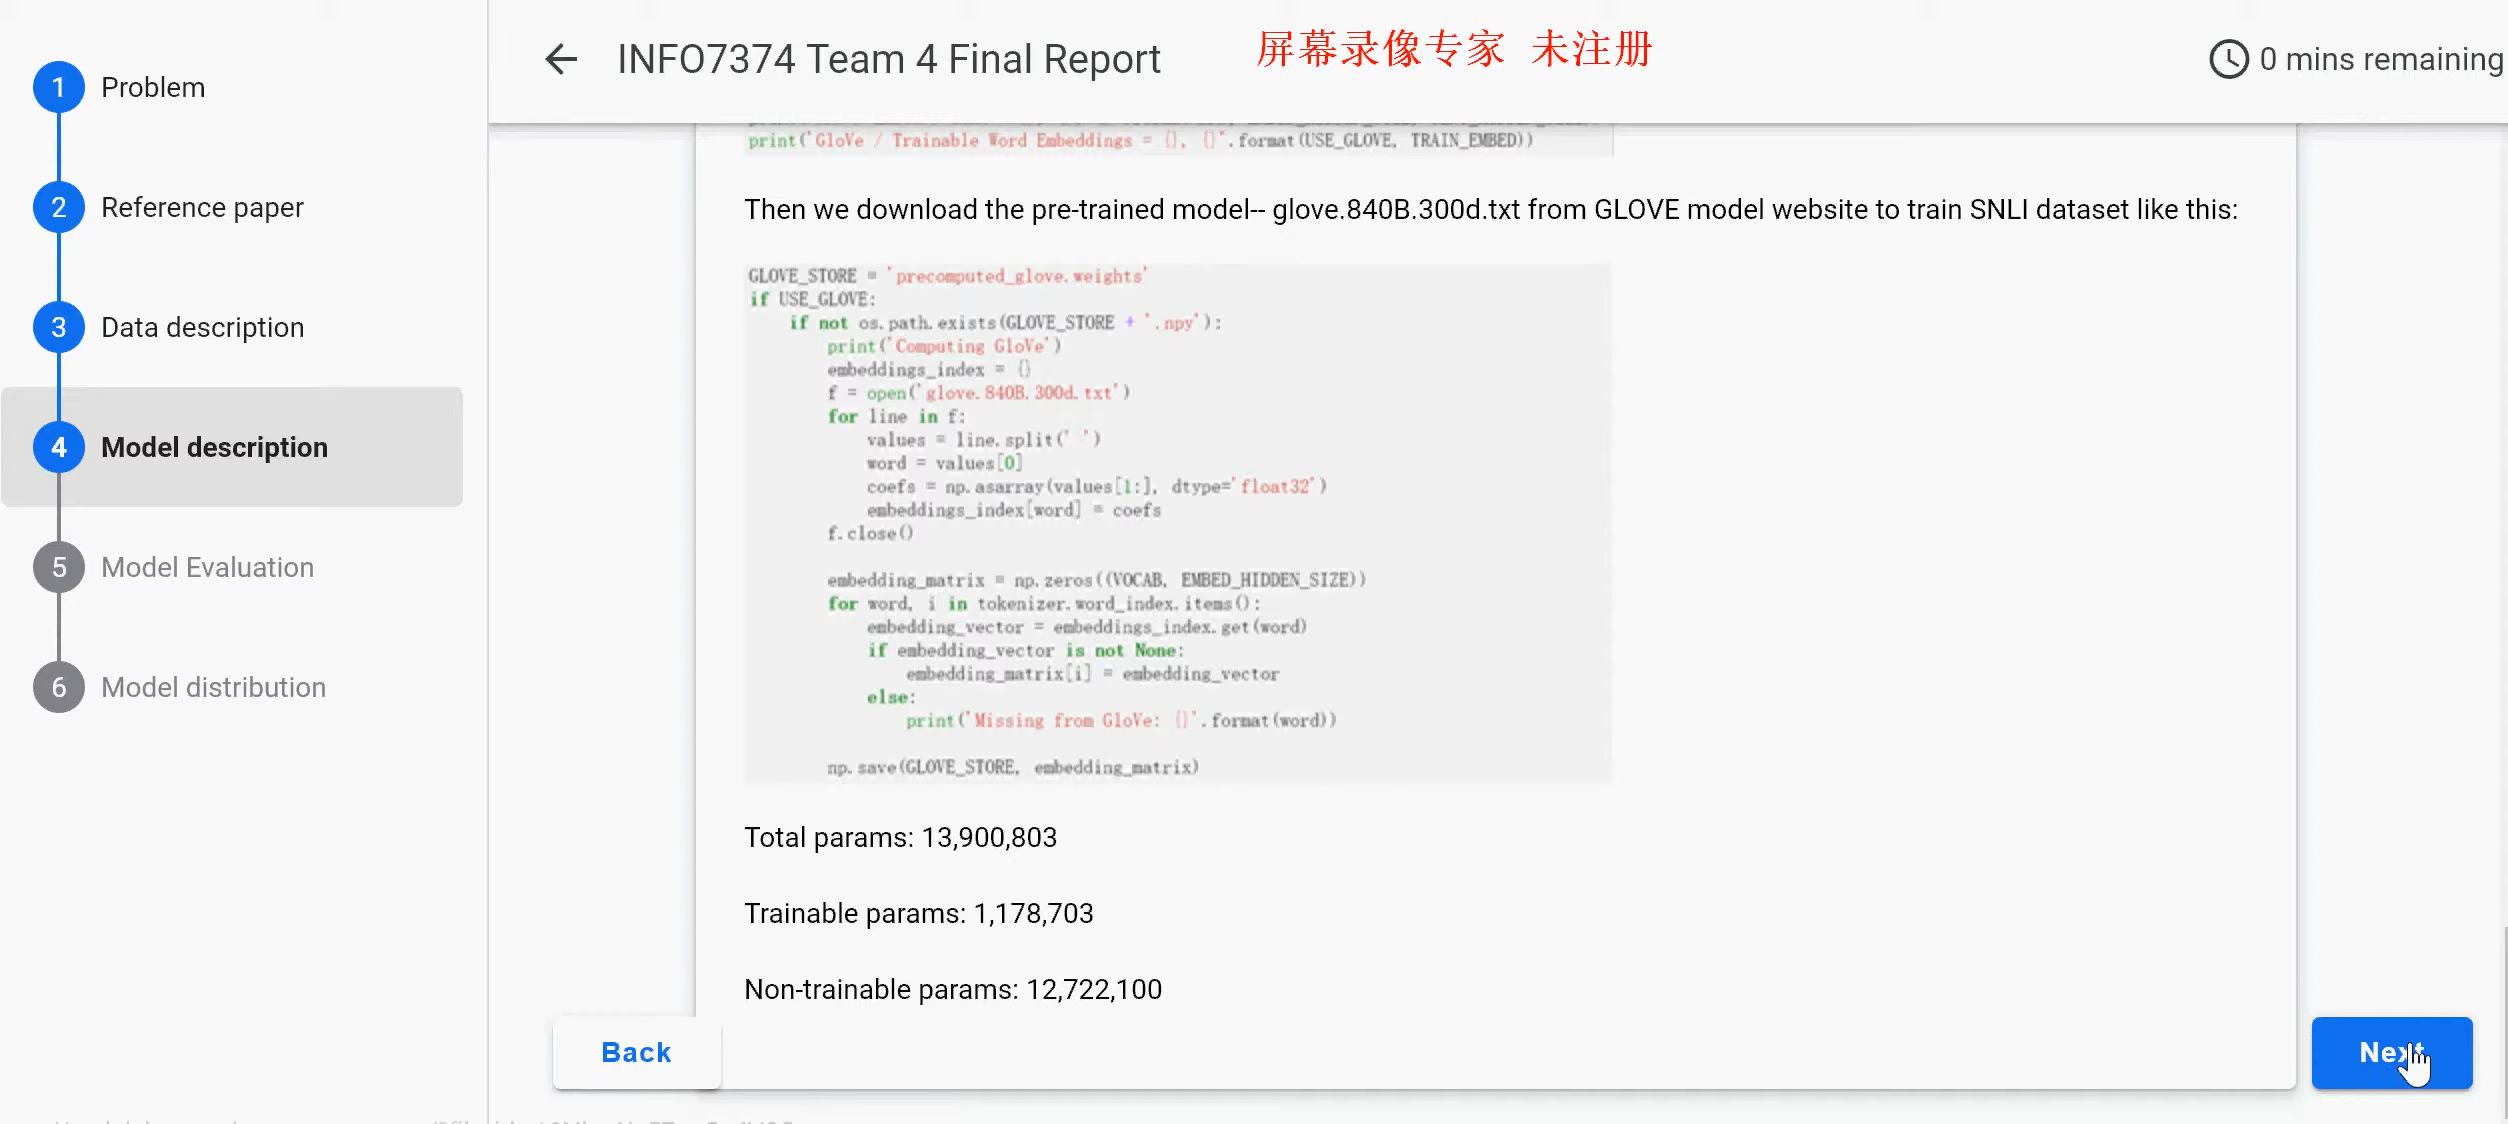 1 Problem
2 Reference paper
3 Data description
4 Model description
5 Model Evaluation
6 Model distribution
INFO7374 Team 4 Final Report
屏幕录像专家 未注册
0 mins remaining
print('GloVe / Trainable Word Embeddings = {}, {}'.format(USE_GLOVE, TRAIN_EMBED))
Then we download the pre-trained model-- glove.840B.300d.txt from GLOVE model website to train SNLI dataset like this:
GLOVE_STORE = 'precomputed_glove.weights'
if USE_GLOVE:
    if not os.path.exists(GLOVE_STORE + '.npy'):
        print('Computing GloVe')
        embeddings_index = {}
        f = open('glove.840B.300d.txt')
        for line in f:
            values = line.split(' ')
            word = values[0]
            coefs = np.asarray(values[1:], dtype='float32')
            embeddings_index[word] = coefs
        f.close()
        embedding_matrix = np.zeros((VOCAB, EMBED_HIDDEN_SIZE))
        for word, i in tokenizer.word_index.items():
            embedding_vector = embeddings_index.get(word)
            if embedding_vector is not None:
                embedding_matrix[i] = embedding_vector
            else:
                print('Missing from GloVe: {}'.format(word))
        np.save(GLOVE_STORE, embedding_matrix)
Total params: 13,900,803
Trainable params: 1,178,703
Non-trainable params: 12,722,100
Back
Next